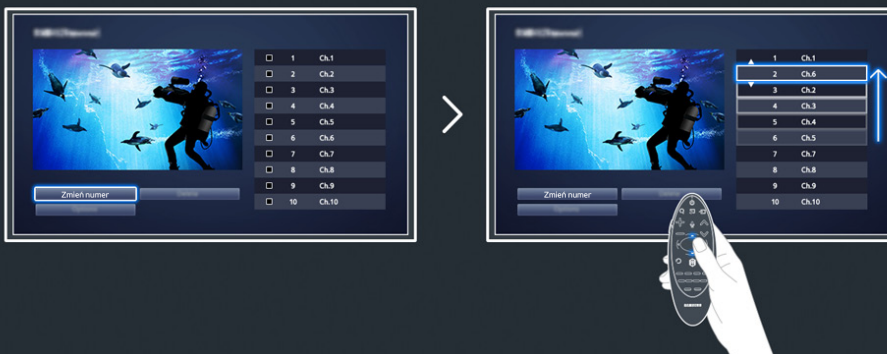 Zmień numer
1 Ch.1
2 Ch.2
3 Ch.3
4 Ch.4
5 Ch.5
6 Ch.6
7 Ch.7
8 Ch.8
9 Ch.9
10 Ch.10
Zmień numer
1 Ch.1
2 Ch.6
3 Ch.2
4 Ch.3
5 Ch.4
6 Ch.5
7 Ch.7
8 Ch.8
9 Ch.9
10 Ch.10
SAMSUNG